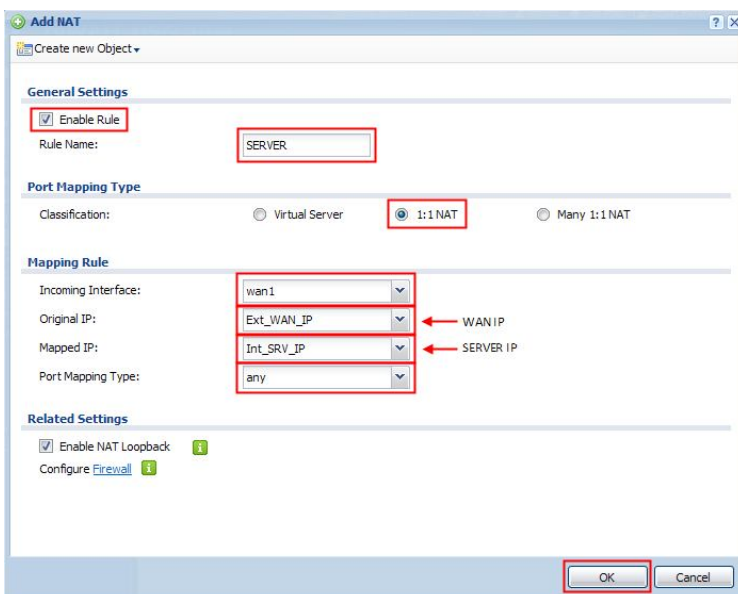 Add NAT
Create new Object
General Settings
Enable Rule
Rule Name: SERVER
Port Mapping Type
Classification: Virtual Server 1:1 NAT Many 1:1 NAT
Mapping Rule
Incoming Interface: wan1
Original IP: Ext_WAN_IP WAN IP
Mapped IP: Int_SRV_IP SERVER IP
Port Mapping Type: any
Related Settings
Enable NAT Loopback
Configure Firewall
OK Cancel